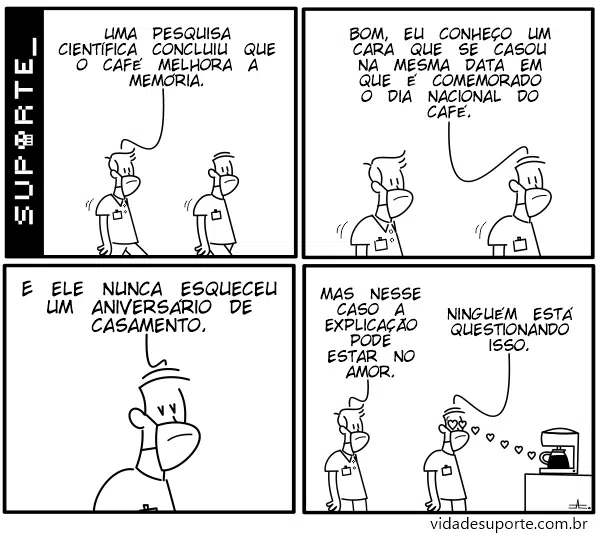 SUPORTE_
UMA PESQUISA
CIENTÍFICA CONCLUIU QUE
O CAFÉ MELHORA A
MEMÓRIA.
BOM, EU CONHEÇO UM
CARA QUE SE CASOU
NA MESMA DATA EM
QUE É COMEMORADO
O DIA NACIONAL DO
CAFÉ.
E ELE NUNCA ESQUECEU
UM ANIVERSÁRIO DE
CASAMENTO.
MAS NESSE
CASO A
EXPLICAÇÃO
PODE
ESTAR NO
AMOR.
NINGUÉM ESTÁ
QUESTIONANDO
ISSO.
vidadesuporte.com.br